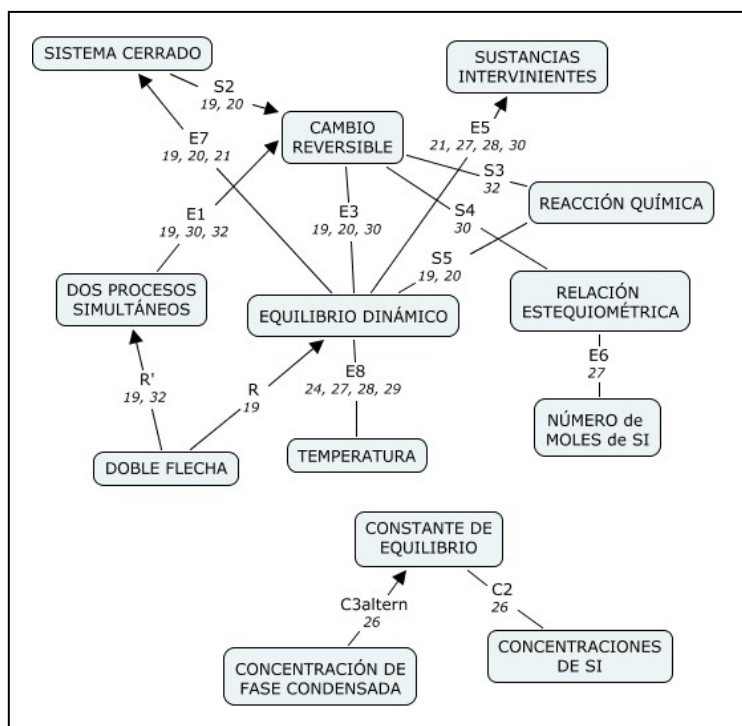 SISTEMA CERRADO
SUSTANCIAS
INTERVINIENTES
S2
19, 20
CAMBIO
REVERSIBLE
E7
19, 20, 21
E5
21, 27, 28, 30
S3
32
REACCIÓN QUÍMICA
E1
19, 30, 32
E3
19, 20, 30
S4
30
S5
19, 20
DOS PROCESOS
SIMULTÁNEOS
EQUILIBRIO DINÁMICO
RELACIÓN
ESTEQUIOMÉTRICA
R'
19, 32
R
19
E8
24, 27, 28, 29
E6
27
DOBLE FLECHA
TEMPERATURA
NÚMERO de
MOLES de SI
CONSTANTE DE
EQUILIBRIO
C3altern
26
C2
26
CONCENTRACIÓN DE
FASE CONDENSADA
CONCENTRACIONES
DE SI